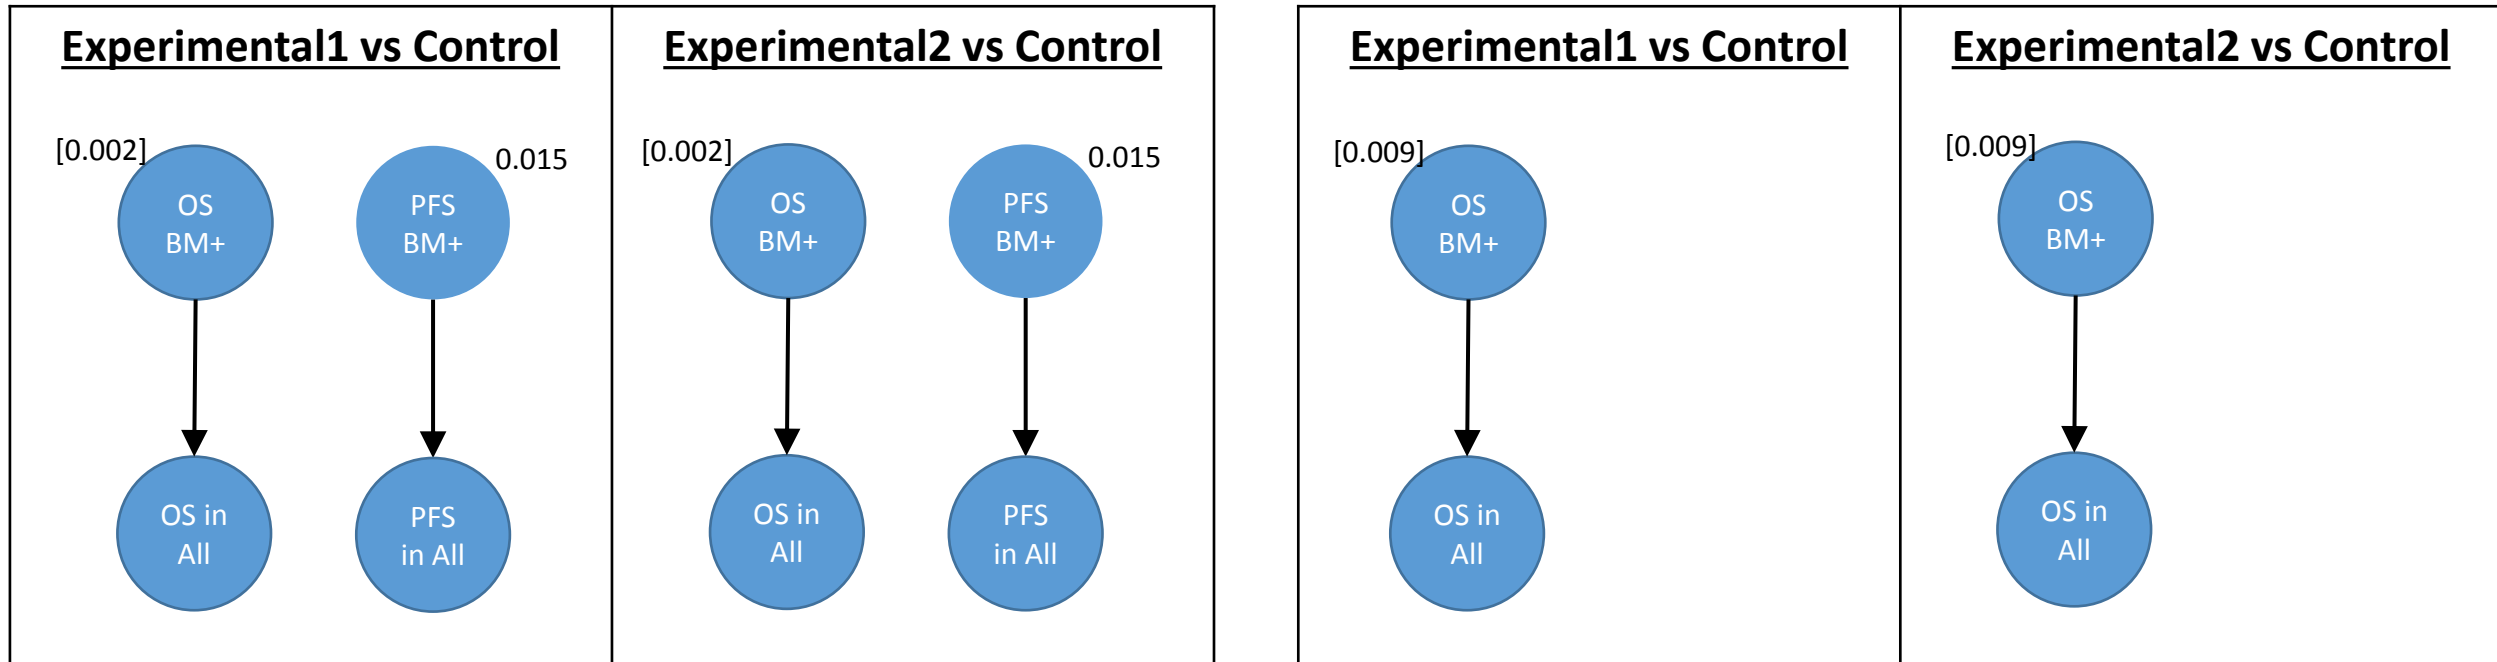 Experimental1 vs Control
[0.002]
OS
BM+
PFS
BM+
0.015
OS in
All
PFS
in All
Experimental2 vs Control
[0.002]
OS
BM+
PFS
BM+
0.015
OS in
All
PFS
in All
Experimental1 vs Control
[0.009]
OS
BM+
OS in
All
Experimental2 vs Control
[0.009]
OS
BM+
OS in
All